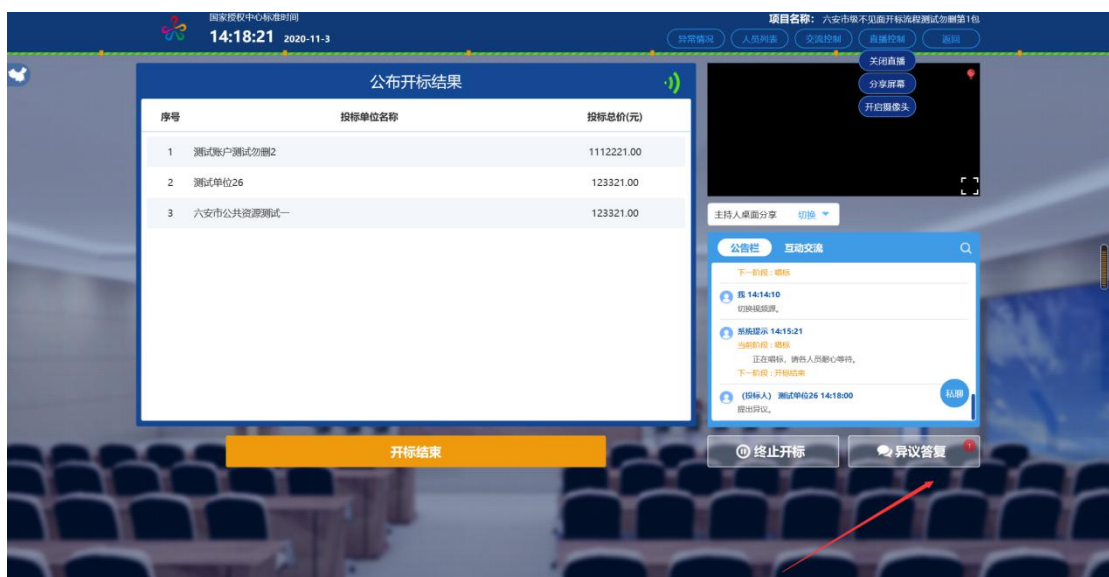 国家授权中心标准时间
14:18:21 2020-11-3
项目名称： 六安市级不见面开标流程测试勿删第1包
异常情况 人员列表 交流控制 直播控制 返回
关闭直播
分享屏幕
开启摄像头
公布开标结果
序号 投标单位名称 投标总价(元)
1 测试账户测试勿删2 1112221.00
2 测试单位26 123321.00
3 六安市公共资源测试一 123321.00
主持人桌面分享 切换
公告栏 互动交流
下一阶段：唱标
我 14:14:10
切换视频源。
系统提示 14:15:21
当前阶段：唱标
正在唱标，请各人员耐心等待。
下一阶段：开标结束
（投标人） 测试单位26 14:18:00
提出异议。
私聊
开标结束
终止开标
异议答复 1